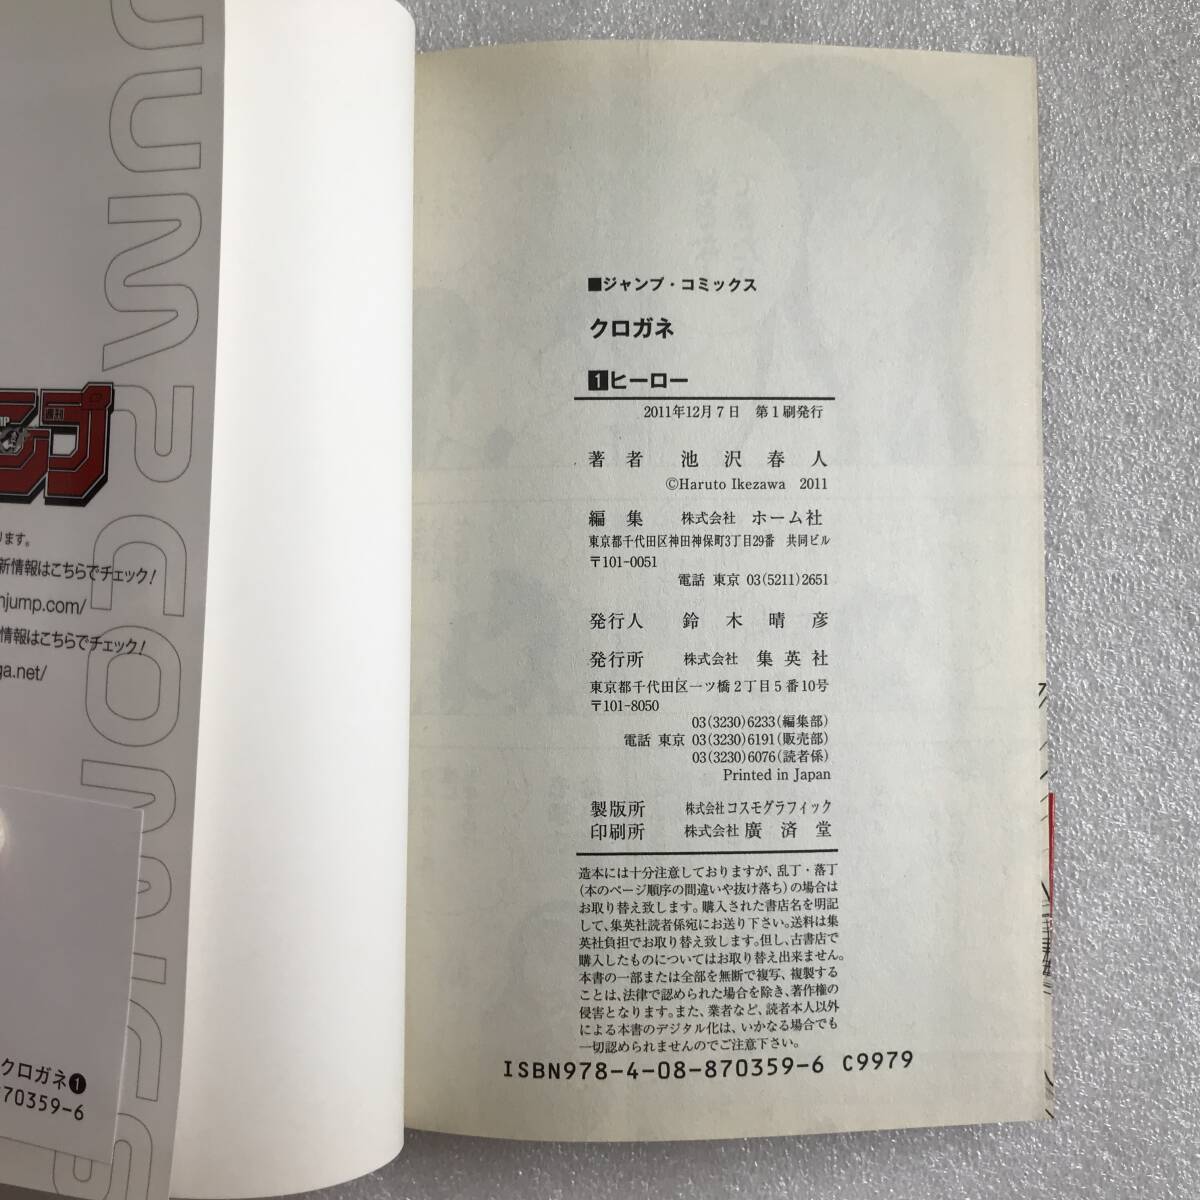 JUMP COMICS
週刊
ンプ
ります。
新情報はこちらでチェック!
njump.com/
情報はこちらでチェック!
ga.net/
クロガネ❶
70359-6
■ジャンプ・コミックス
クロガネ
1ヒーロー
2011年12月7日 第1刷発行
著者 池沢春人
©Haruto Ikezawa 2011
編集 株式会社 ホーム社
東京都千代田区神田神保町3丁目29番 共同ビル
〒101-0051
電話 東京 03(5211)2651
発行人 鈴木晴彦
発行所 株式会社 集英社
東京都千代田区一ツ橋2丁目5番10号
〒101-8050
03(3230)6233(編集部)
電話 東京 03(3230)6191(販売部)
03(3230)6076(読者係)
Printed in Japan
製版所 株式会社コスモグラフィック
印刷所 株式会社 廣済堂
造本には十分注意しておりますが、乱丁・落丁
(本のページ順序の間違いや抜け落ち)の場合は
お取り替え致します。購入された書店名を明記
して、集英社読者係宛にお送り下さい。送料は集
英社負担でお取り替え致します。但し、古書店で
購入したものについてはお取り替え出来ません。
本書の一部または全部を無断で複写、複製する
ことは、法律で認められた場合を除き、著作権の
侵害となります。また、業者など、読者本人以外
による本書のデジタル化は、いかなる場合でも
一切認められませんのでご注意下さい。
ISBN978-4-08-870359-6 C9979